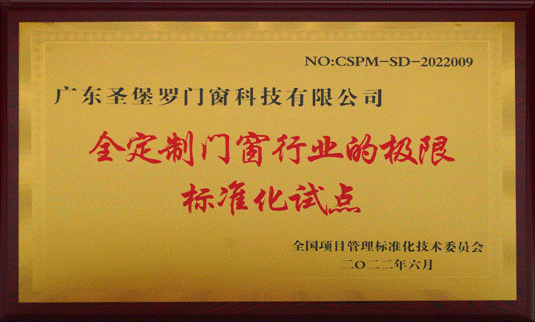 NO:CSPM-SD-2022009
广东圣堡罗门窗科技有限公司
全定制门窗行业的极限
标准化试点
全国项目管理标准化技术委员会
二〇二二年六月